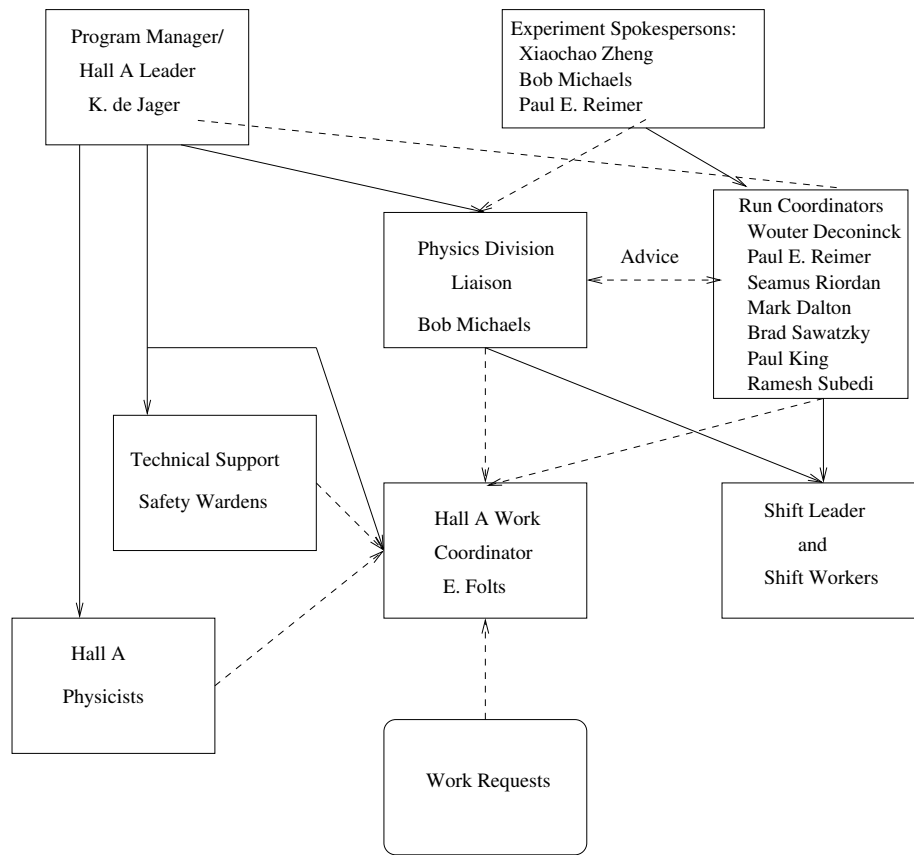 Program Manager/
Hall A Leader
K. de Jager
Experiment Spokespersons:
Xiaochao Zheng
Bob Michaels
Paul E. Reimer
Physics Division
Liaison
Bob Michaels
Advice
Run Coordinators
Wouter Deconinck
Paul E. Reimer
Seamus Riordan
Mark Dalton
Brad Sawatzky
Paul King
Ramesh Subedi
Technical Support
Safety Wardens
Hall A Work
Coordinator
E. Folts
Shift Leader
and
Shift Workers
Hall A
Physicists
Work Requests